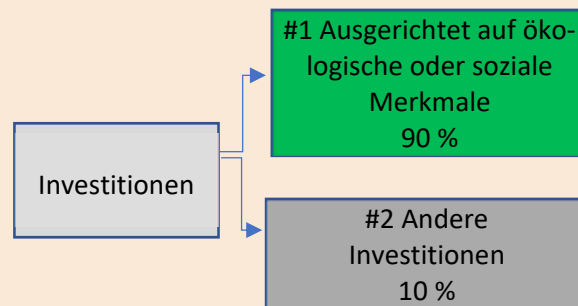 #1 Ausgerichtet auf öko-
logische oder soziale
Merkmale
90 %
Investitionen
#2 Andere
Investitionen
10 %